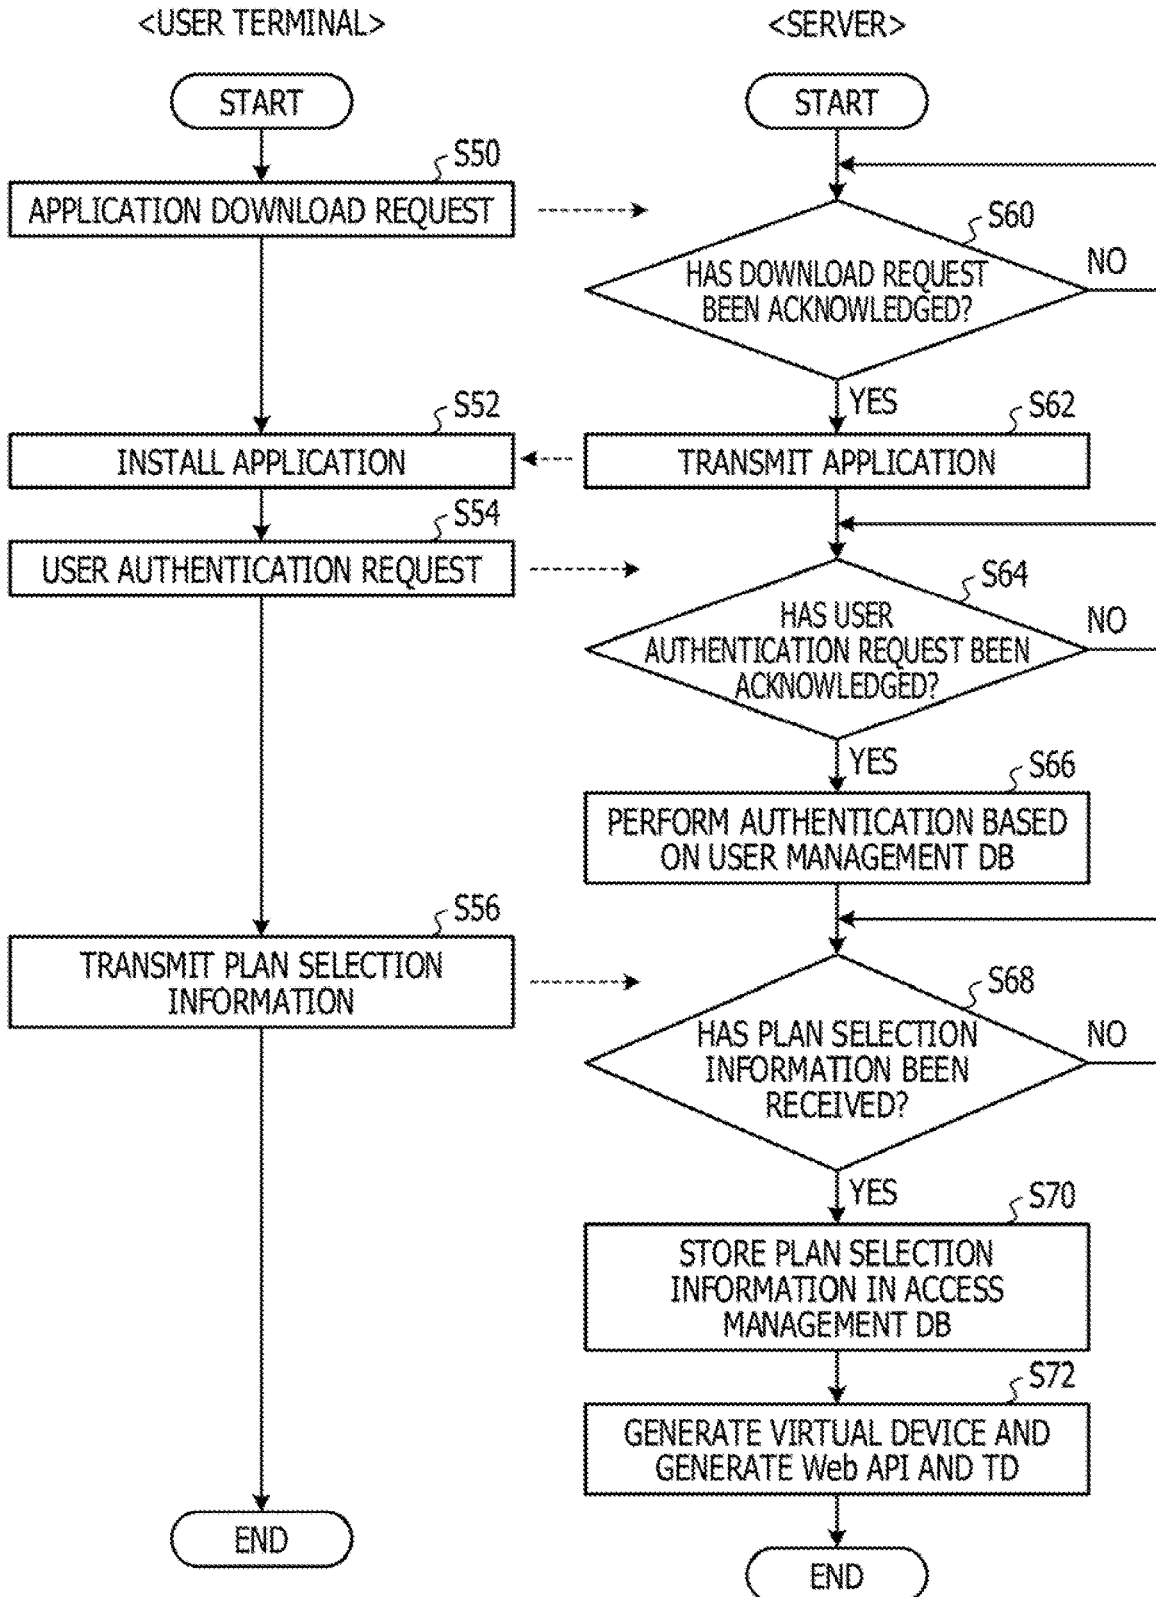 <USER TERMINAL>
START
S50
APPLICATION DOWNLOAD REQUEST
S52
INSTALL APPLICATION
S54
USER AUTHENTICATION REQUEST
S56
TRANSMIT PLAN SELECTION
INFORMATION
END
<SERVER>
START
S60
HAS DOWNLOAD REQUEST
BEEN ACKNOWLEDGED?
NO
YES
S62
TRANSMIT APPLICATION
S64
HAS USER
AUTHENTICATION REQUEST BEEN
ACKNOWLEDGED?
NO
YES
S66
PERFORM AUTHENTICATION BASED
ON USER MANAGEMENT DB
S68
HAS PLAN SELECTION
INFORMATION BEEN
RECEIVED?
NO
YES
S70
STORE PLAN SELECTION
INFORMATION IN ACCESS
MANAGEMENT DB
S72
GENERATE VIRTUAL DEVICE AND
GENERATE Web API AND TD
END